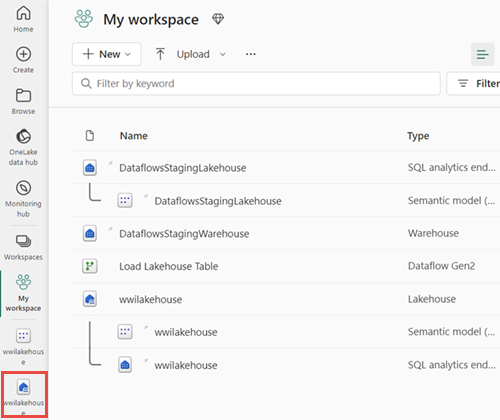 Home
Create
Browse
OneLake
data hub
Monitoring
hub
Workspaces
My
workspace
wwilakehous
e
wwilakehous
e
My workspace
+ New
Upload
...
Filter by keyword
Filter
Name Type
DataflowsStagingLakehouse SQL analytics end...
DataflowsStagingLakehouse Semantic model (...
DataflowsStagingWarehouse Warehouse
Load Lakehouse Table Dataflow Gen2
wwilakehouse Lakehouse
wwilakehouse Semantic model (...
wwilakehouse SQL analytics end...